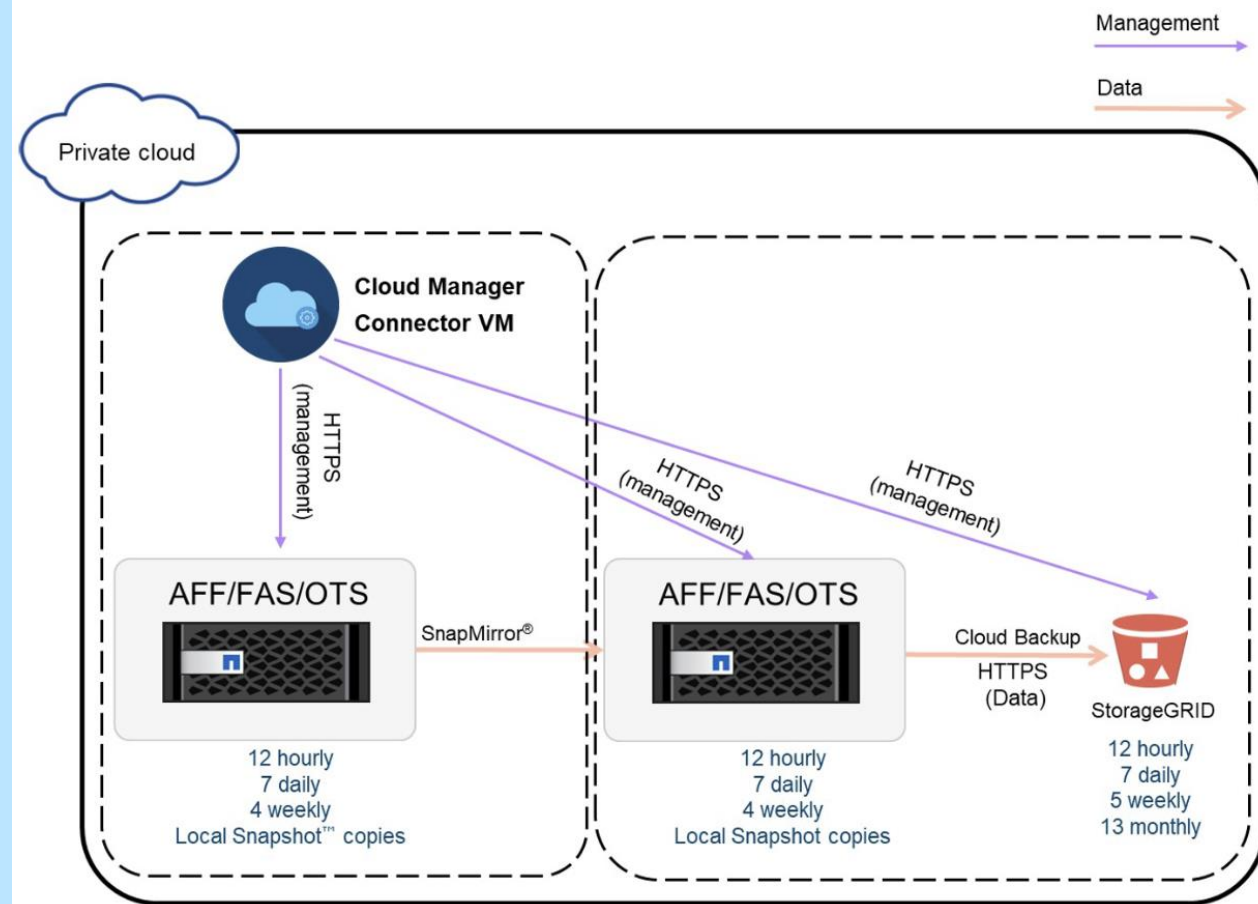 Management
Data
Private cloud
Cloud Manager
Connector VM
HTTPS
(management)
HTTPS
(management)
HTTPS
(management)
AFF/FAS/OTS
SnapMirror®
AFF/FAS/OTS
Cloud Backup
HTTPS
(Data)
StorageGRID
12 hourly
7 daily
4 weekly
Local Snapshot™ copies
12 hourly
7 daily
4 weekly
Local Snapshot copies
12 hourly
7 daily
5 weekly
13 monthly